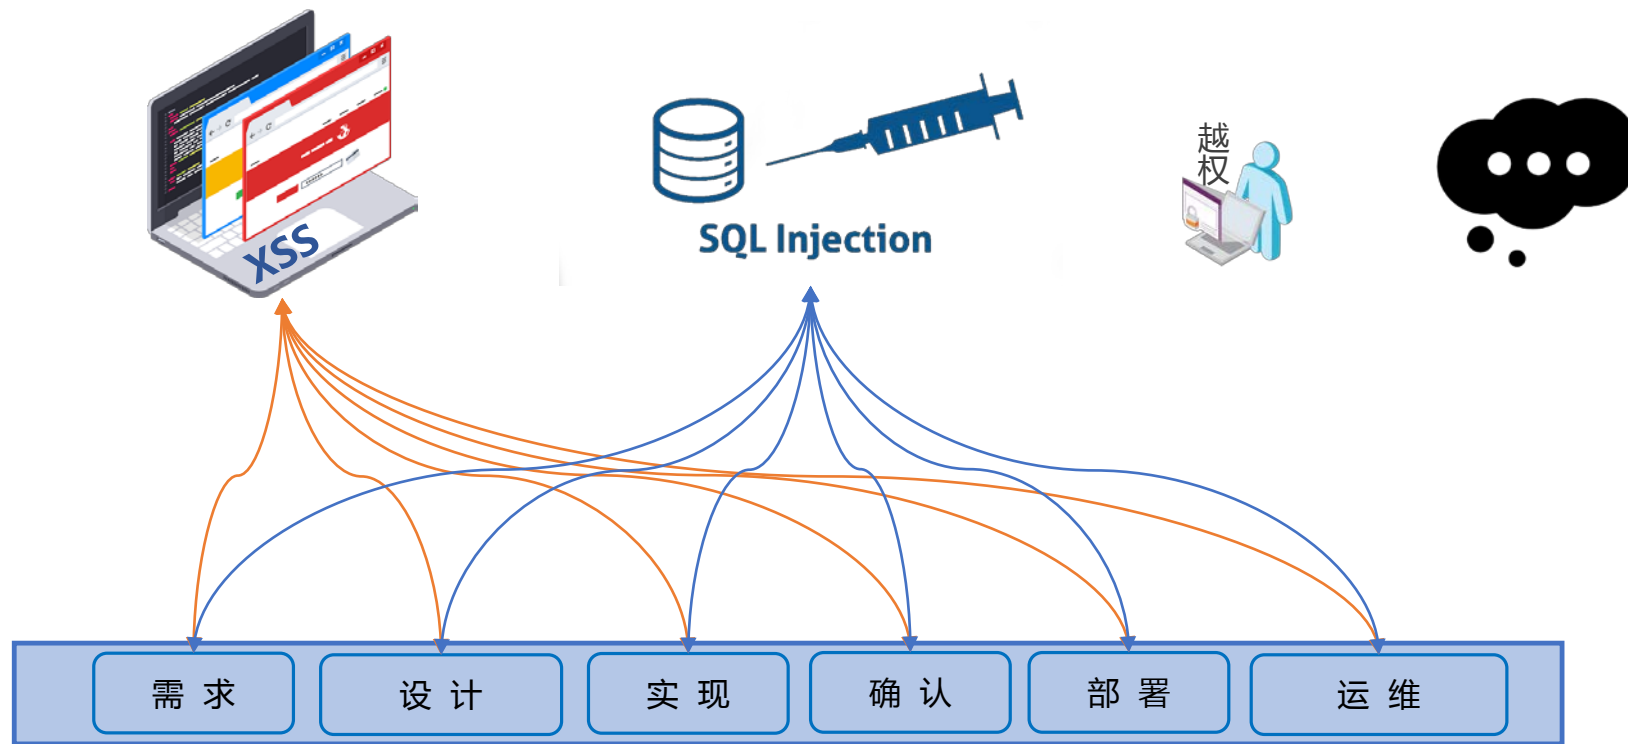 XSS
SQL Injection
越
权
需 求
设 计
实 现
确 认
部 署
运 维